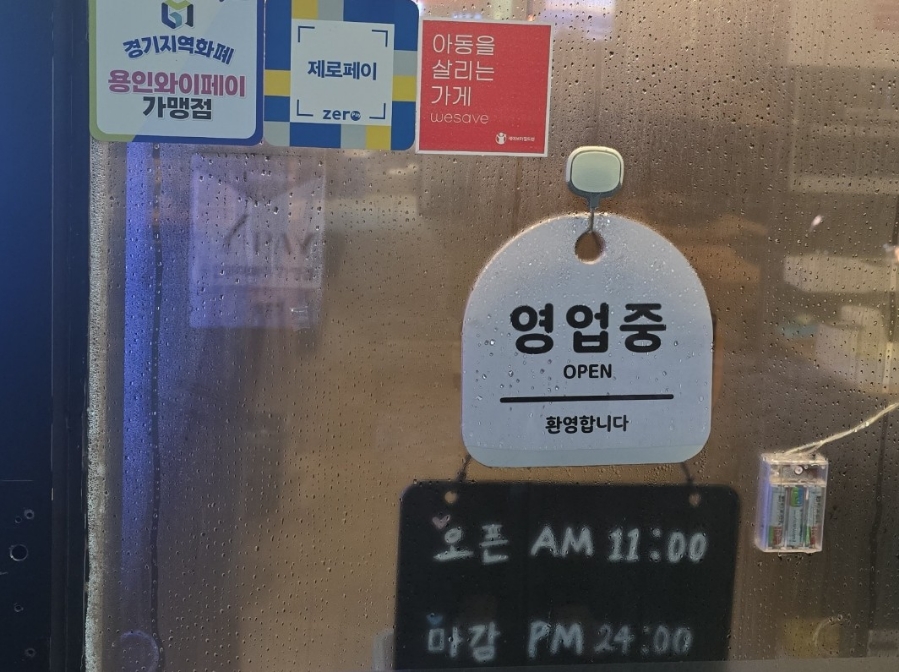 경기지역화폐
용인와이페이
가맹점
제로페이
zero
아동을
살리는
가게
wesave
영업중
OPEN
환영합니다
오픈 AM 11:00
마감 PM 24:00